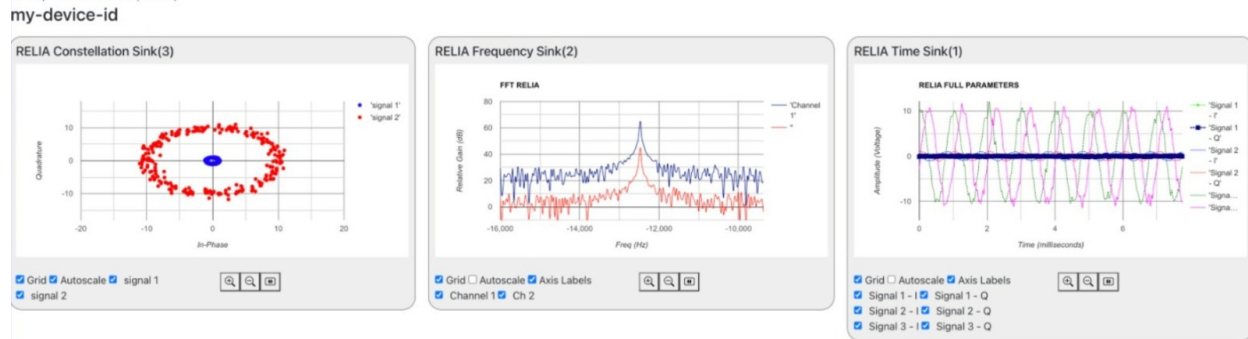 my-device-id
RELIA Constellation Sink(3)
10
0
-10
-20
-10
0
10
20
Quadrature
In-Phase
'signal 1'
'signal 2'
Grid Autoscale signal 1
signal 2
RELIA Frequency Sink(2)
FFT RELIA
80
60
40
20
0
-16,000
-14,000
-12,000
-10,000
Relative Gain (dB)
Freq (Hz)
'Channel
1'
''
Grid Autoscale Axis Labels
Channel 1 Ch 2
RELIA Time Sink(1)
RELIA FULL PARAMETERS
10
0
-10
0
2
4
6
Amplitude (Voltage)
Time (milliseconds)
'Signal 1
- I'
'Signal 1
- Q'
'Signal 2
- I'
'Signal 2
- Q'
'Signa...
'Signa...
Grid Autoscale Axis Labels
Signal 1 - I Signal 1 - Q
Signal 2 - I Signal 2 - Q
Signal 3 - I Signal 3 - Q